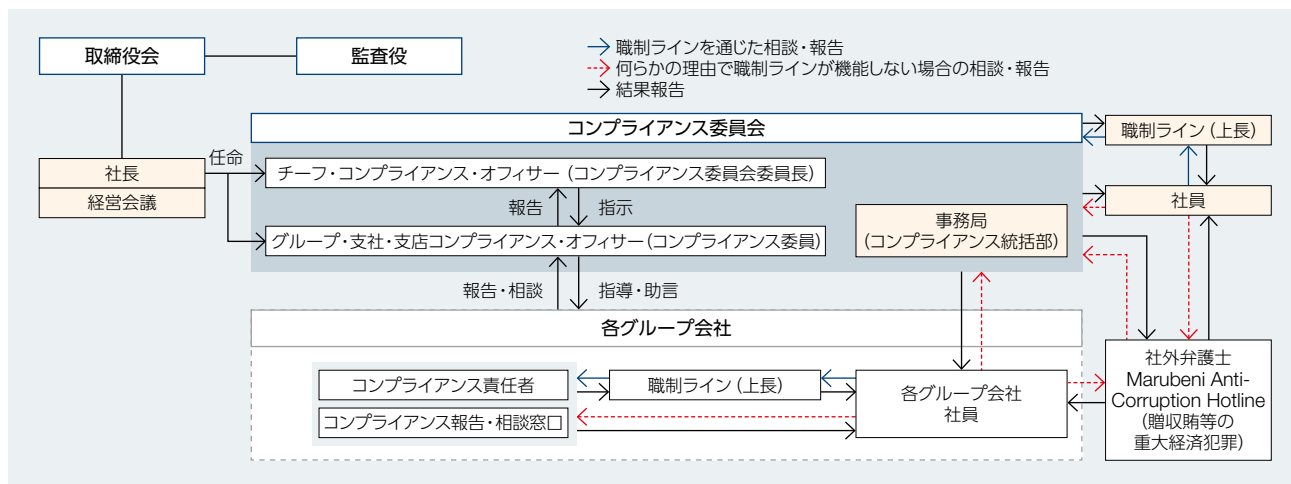 取締役会
監査役
職制ラインを通じた相談・報告
何らかの理由で職制ラインが機能しない場合の相談・報告
結果報告
コンプライアンス委員会
職制ライン（上長）
任命
社長
経営会議
チーフ・コンプライアンス・オフィサー（コンプライアンス委員会委員長）
社員
報告
指示
事務局
（コンプライアンス統括部）
グループ・支社・支店コンプライアンス・オフィサー（コンプライアンス委員）
報告・相談
指導・助言
各グループ会社
コンプライアンス責任者
職制ライン（上長）
各グループ会社
社員
コンプライアンス報告・相談窓口
社外弁護士
Marubeni Anti-
Corruption Hotline
（贈収賄等の
重大経済犯罪）